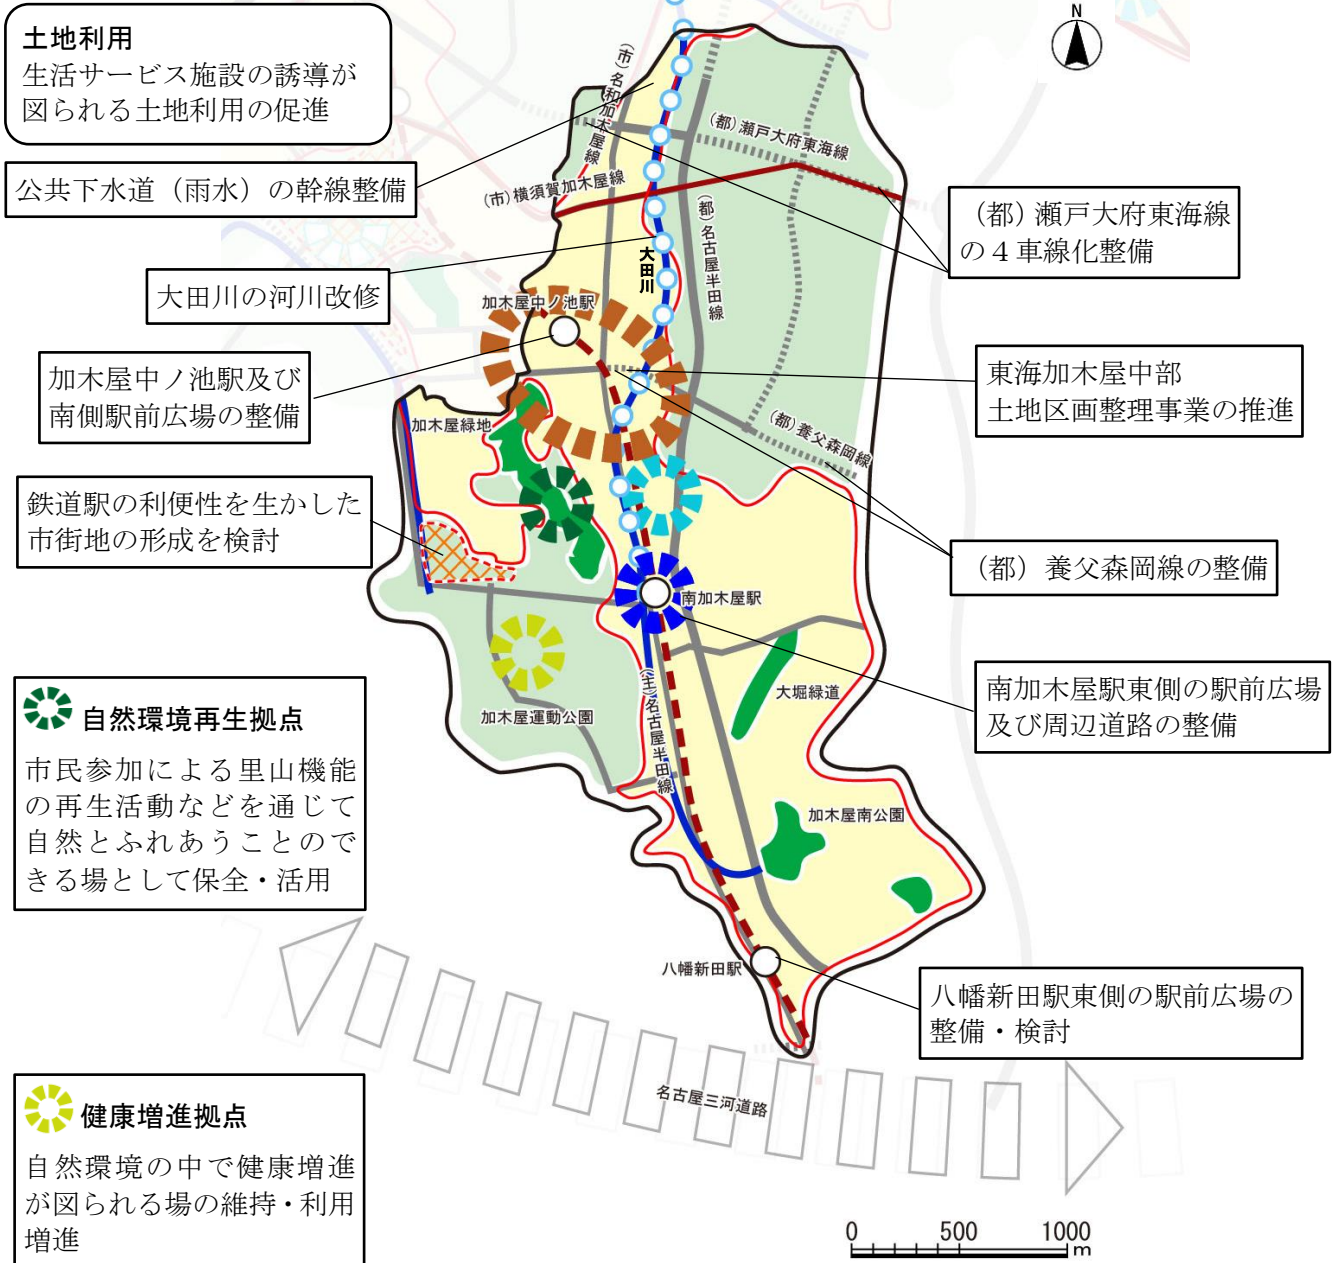 土地利用
生活サービス施設の誘導が
図られる土地利用の促進
N
公共下水道（雨水）の幹線整備
(市)名和加木屋線
(都)瀬戸大府東海線
(市)横須賀加木屋線
(都)名古屋半田線
（都）瀬戸大府東海線
の４車線化整備
大田川
大田川の河川改修
加木屋中ノ池駅
加木屋中ノ池駅及び
南側駅前広場の整備
東海加木屋中部
土地区画整理事業の推進
加木屋緑地
(都)養父森岡線
鉄道駅の利便性を生かした
市街地の形成を検討
（都）養父森岡線の整備
南加木屋駅
南加木屋駅東側の駅前広場
及び周辺道路の整備
大堀緑道
(主)名古屋半田線
加木屋運動公園
自然環境再生拠点
市民参加による里山機能
の再生活動などを通じて
自然とふれあうことので
きる場として保全・活用
加木屋南公園
八幡新田駅
八幡新田駅東側の駅前広場の
整備・検討
名古屋三河道路
健康増進拠点
自然環境の中で健康増進
が図られる場の維持・利用
増進
0 500 1000
m